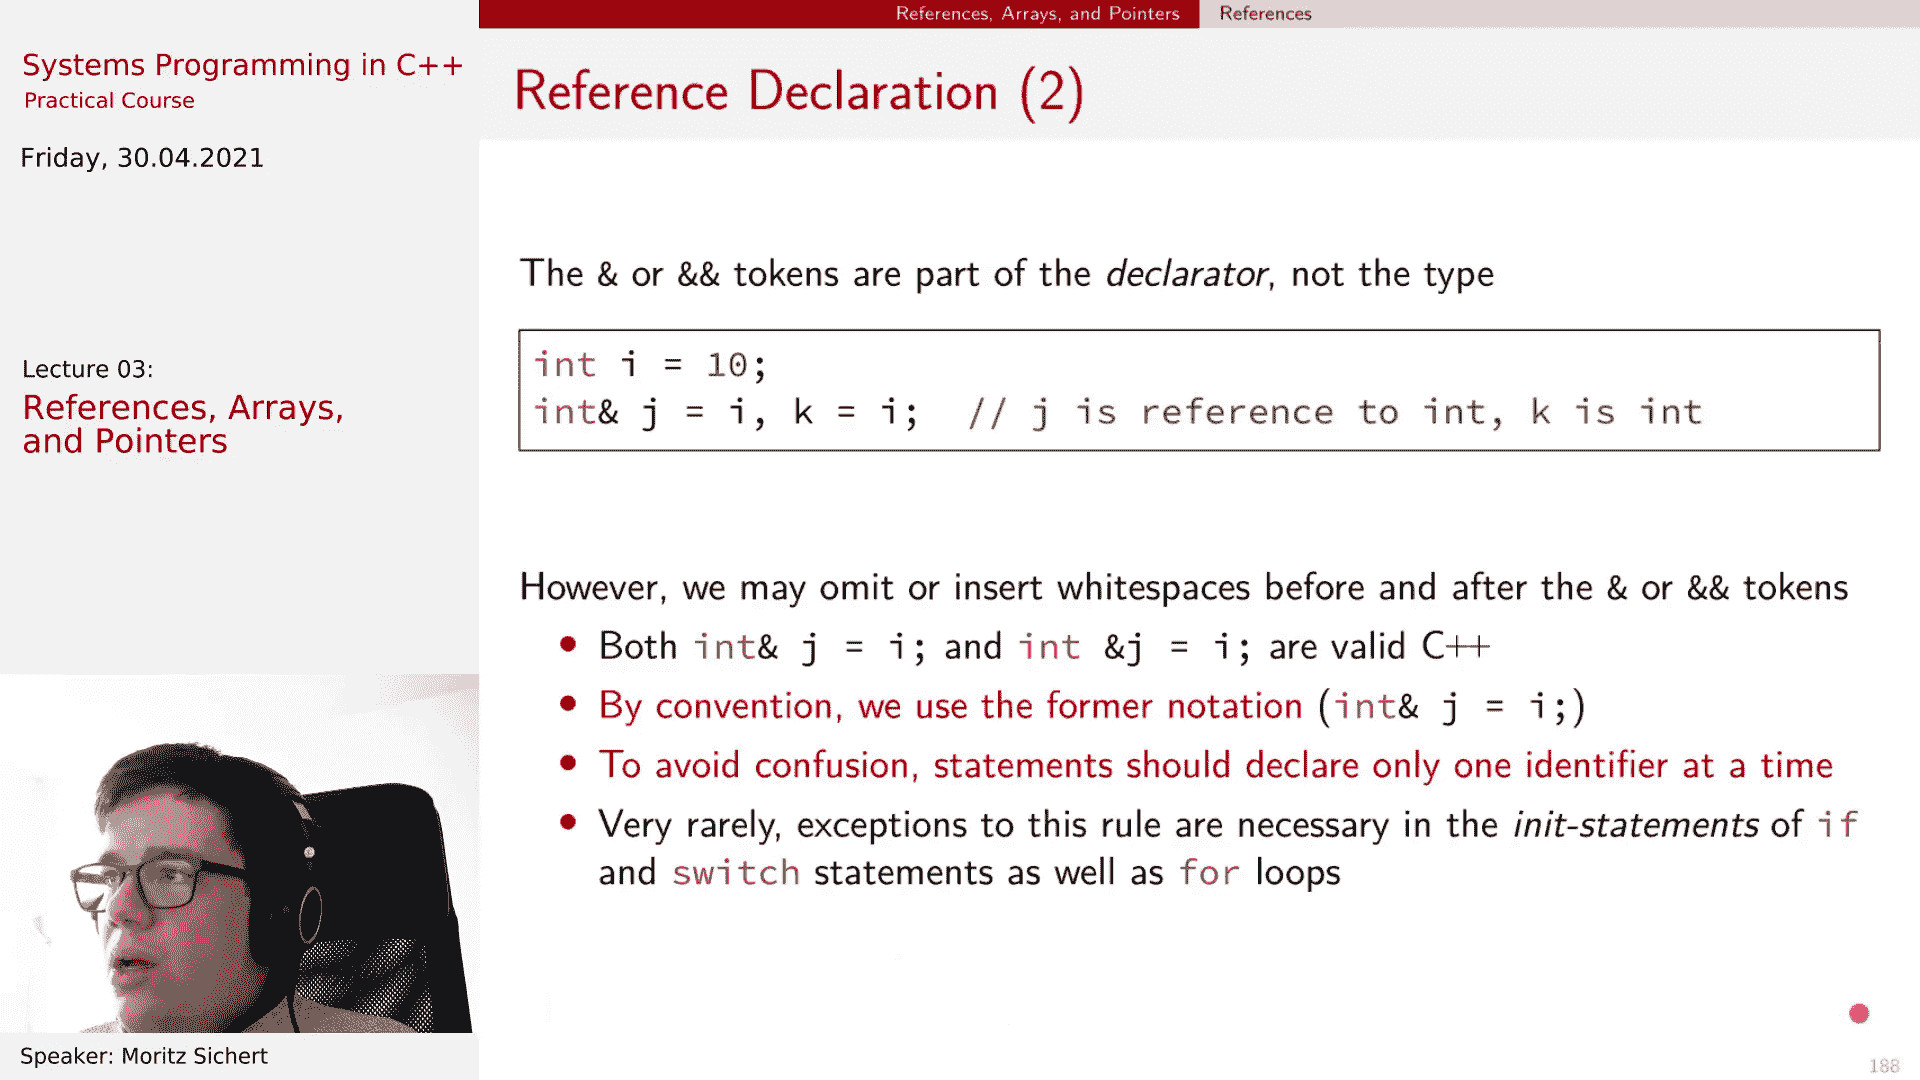 References, Arrays, and Pointers References
Systems Programming in C++
Practical Course
Friday, 30.04.2021
Lecture 03:
References, Arrays,
and Pointers
Speaker: Moritz Sichert
Reference Declaration (2)
The & or && tokens are part of the declarator, not the type
int i = 10;
int& j = i, k = i;  // j is reference to int, k is int
However, we may omit or insert whitespaces before and after the & or && tokens
• Both int& j = i; and int &j = i; are valid C++
• By convention, we use the former notation (int& j = i;)
• To avoid confusion, statements should declare only one identifier at a time
• Very rarely, exceptions to this rule are necessary in the init-statements of if
and switch statements as well as for loops
188